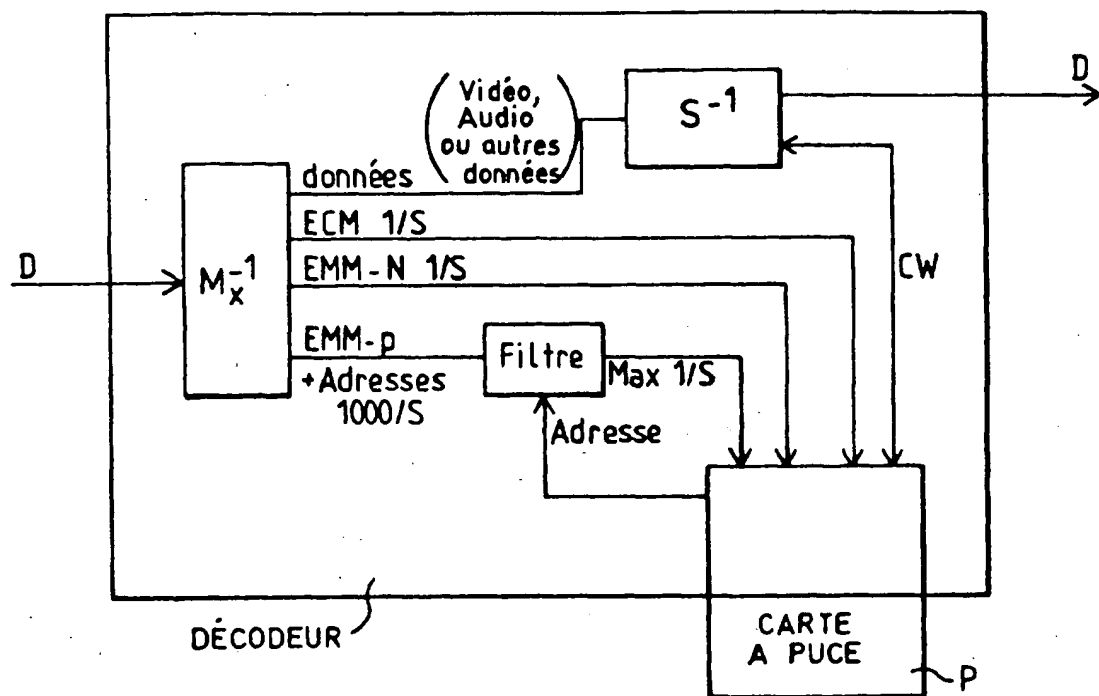 Vidéo,
Audio
ou autres
données
S⁻¹
D
données
ECM 1/S
EMM-N 1/S
D
Mx⁻¹
CW
EMM-p
+Adresses
1000/S
Filtre
Max 1/S
Adresse
DÉCODEUR
CARTE
A PUCE
P